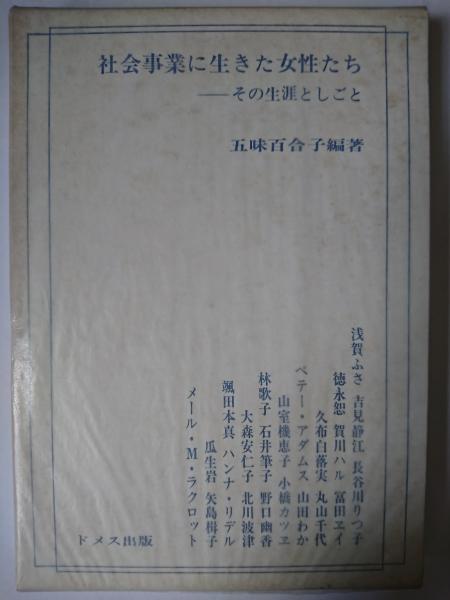 社会事業に生きた女性たち
——その生涯としごと
五味百合子編著
浅賀ふさ 吉見静江 長谷川りつ子
徳永恕 賀川ハル 冨田ヱイ
久布白落実 丸山千代
ペテー・アダムス 山田わか
山室機恵子 小橋カツヱ
林歌子 石井筆子 野口幽香
大森安仁子 北川波津
颯田本真 ハンナ・リデル
瓜生岩 矢島楫子
メール・M・ラクロット
ドメス出版